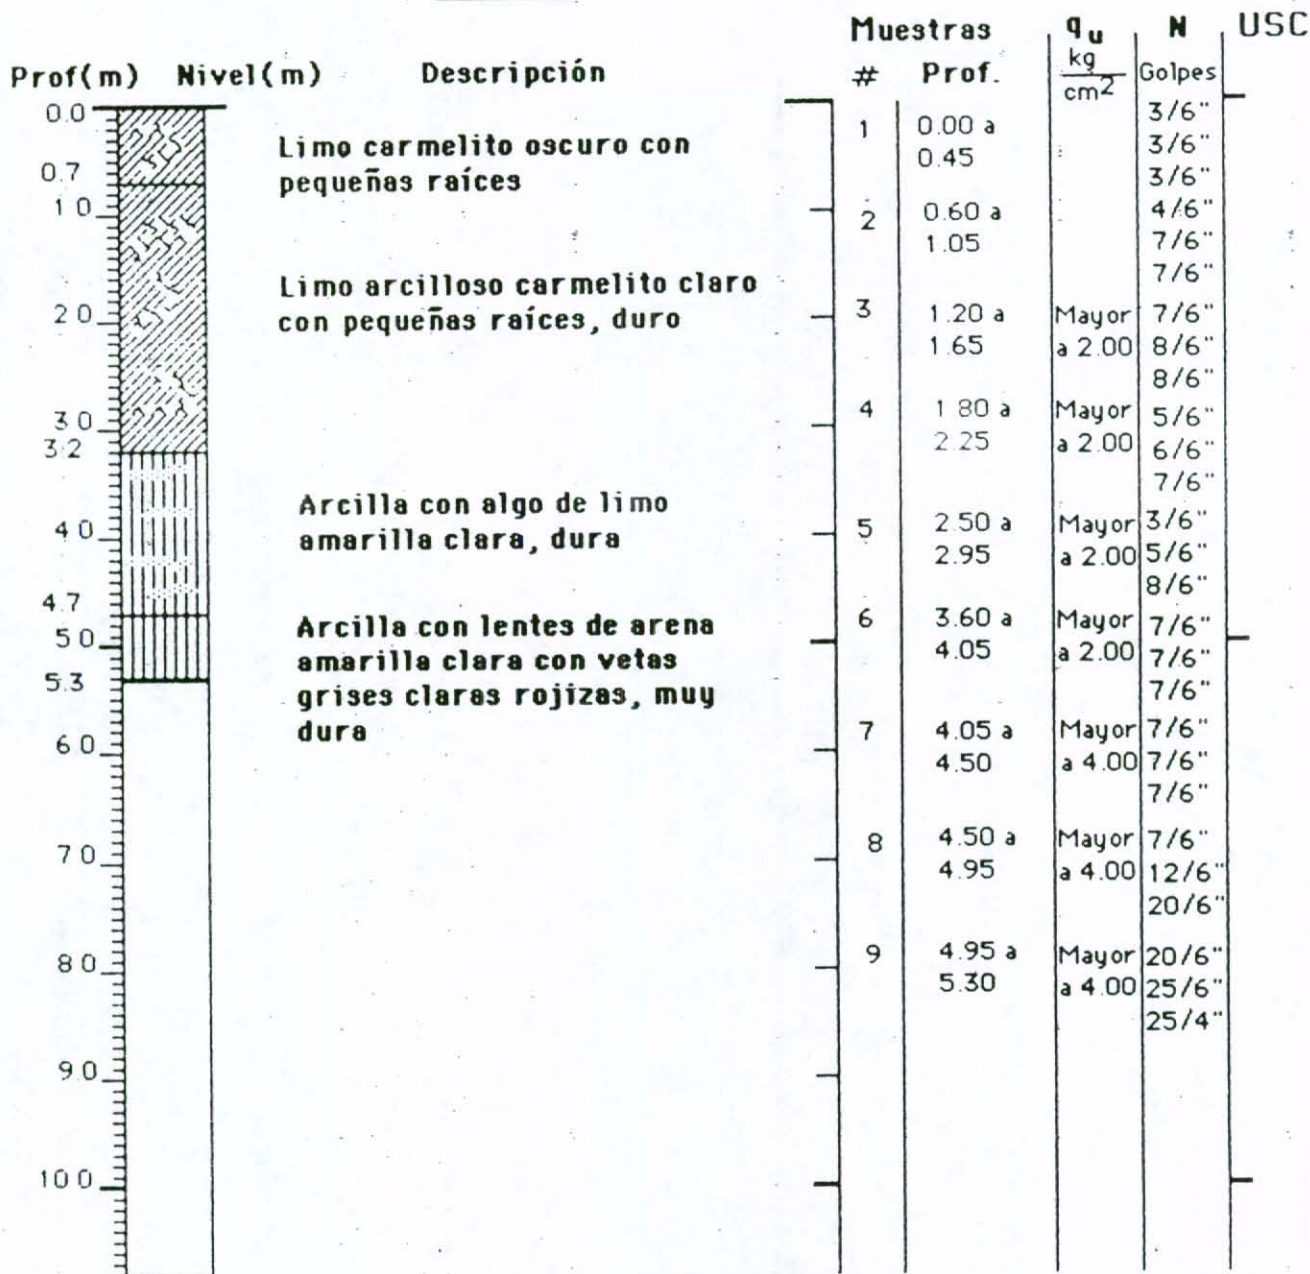 Muestras q u N USC
Prof(m) Nivel(m) Descripción # Prof. kg cm2 Golpes
0.0
0.7
1 0
2 0
3 0
3.2
4 0
4.7
5 0
5.3
6 0
7 0
8 0
9 0
10 0
Limo carmelito oscuro con
pequeñas raíces
Limo arcilloso carmelito claro
con pequeñas raíces, duro
Arcilla con algo de limo
amarilla clara, dura
Arcilla con lentes de arena
amarilla clara con vetas
grises claras rojizas, muy
dura
1 0.00 a 3/6"
0.45 3/6"
3/6"
2 0.60 a 4/6"
1.05 7/6"
7/6"
3 1.20 a Mayor 7/6"
1.65 a 2.00 8/6"
8/6"
4 1.80 a Mayor 5/6"
2.25 a 2.00 6/6"
7/6"
5 2.50 a Mayor 3/6"
2.95 a 2.00 5/6"
8/6"
6 3.60 a Mayor 7/6"
4.05 a 2.00 7/6"
7/6"
7 4.05 a Mayor 7/6"
4.50 a 4.00 7/6"
7/6"
8 4.50 a Mayor 7/6"
4.95 a 4.00 12/6"
20/6"
9 4.95 a Mayor 20/6"
5.30 a 4.00 25/6"
25/4"